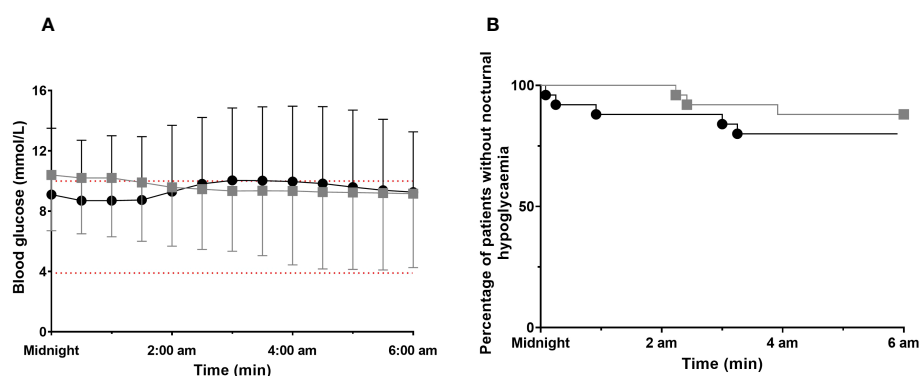 A
Blood glucose (mmol/L)
16
12
8
4
0
Midnight 2:00 am 4:00 am 6:00 am
Time (min)
B
Percentage of patients without nocturnal
hypoglycaemia
100
50
0
Midnight 2 am 4 am 6 am
Time (min)